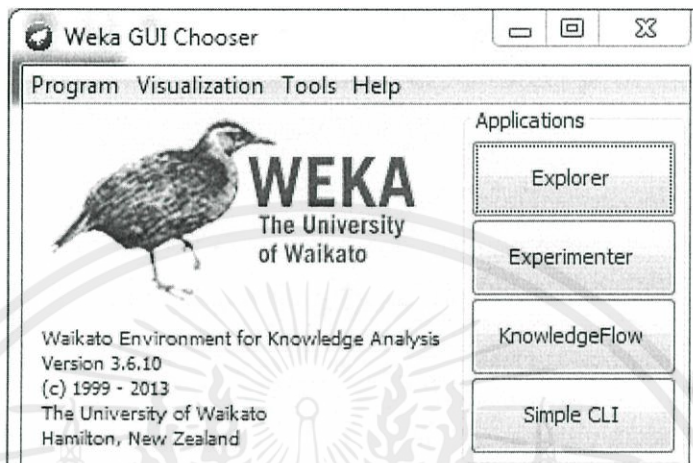 Weka GUI Chooser
Program Visualization Tools Help
Applications
Explorer
Experimenter
KnowledgeFlow
Simple CLI
WEKA
The University
of Waikato
Waikato Environment for Knowledge Analysis
Version 3.6.10
(c) 1999 - 2013
The University of Waikato
Hamilton, New Zealand